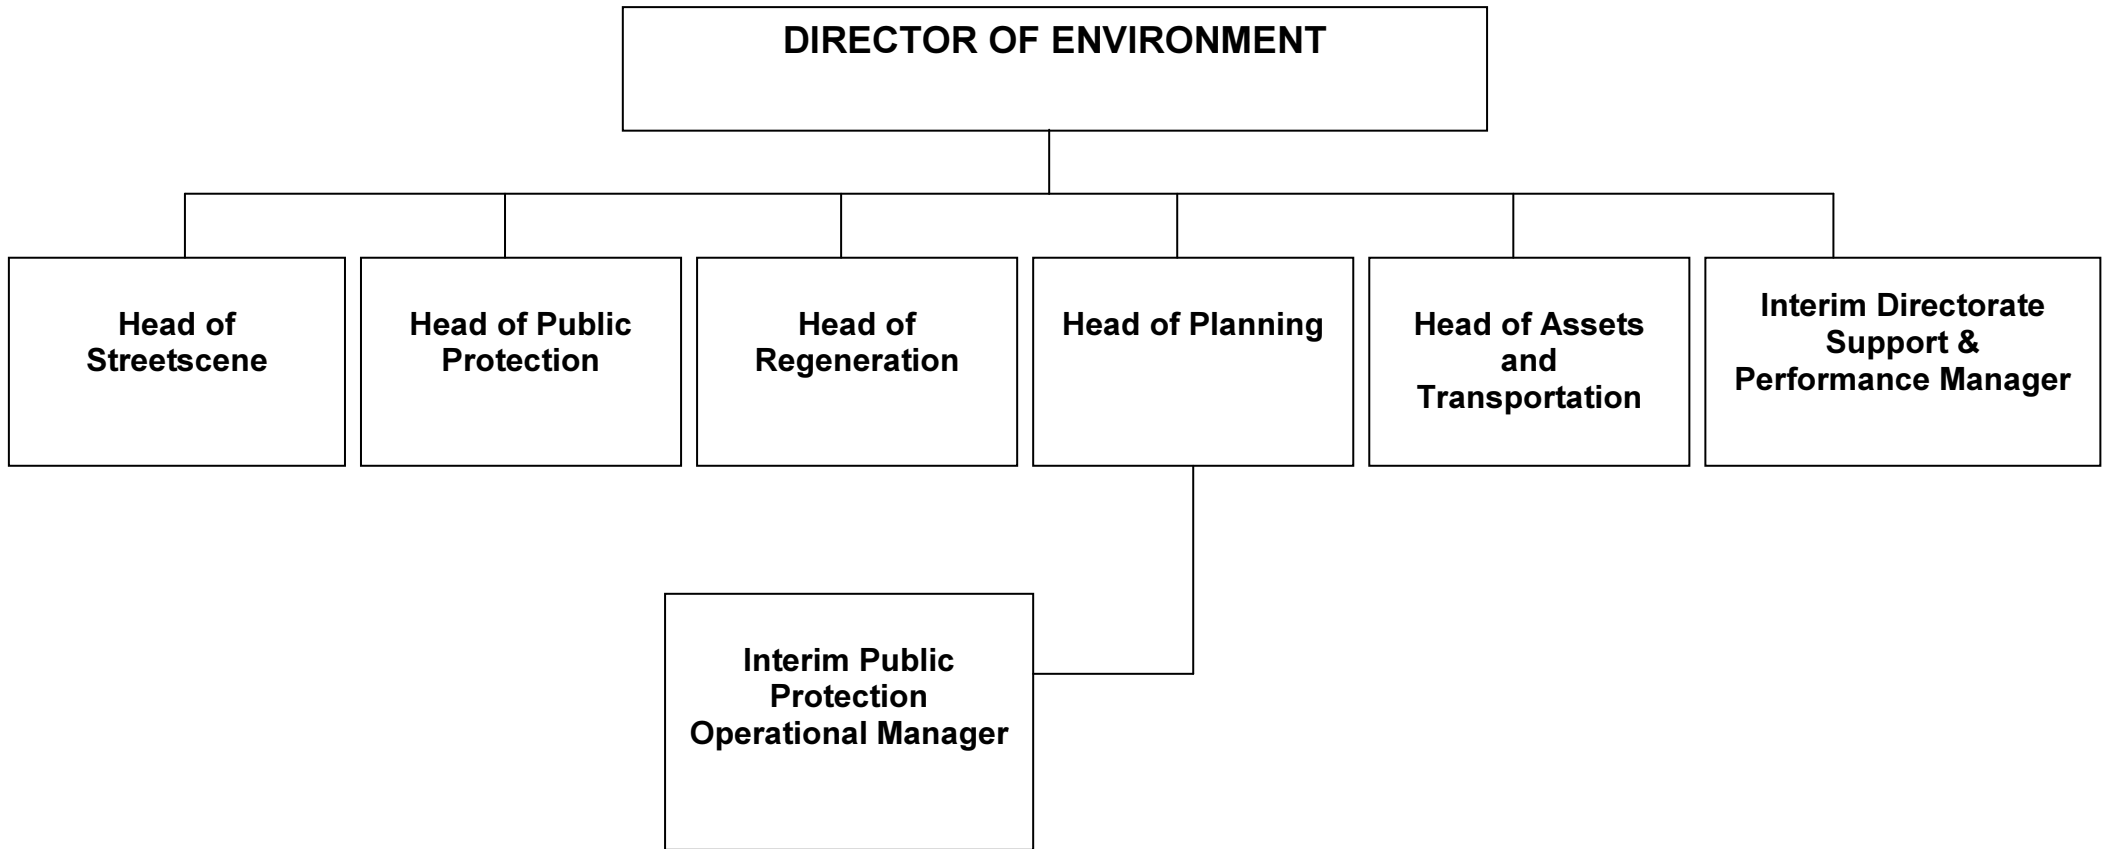 DIRECTOR OF ENVIRONMENT
Head of
Streetscene
Head of Public
Protection
Head of
Regeneration
Head of Planning
Head of Assets
and
Transportation
Interim Directorate
Support &
Performance Manager
Interim Public
Protection
Operational Manager